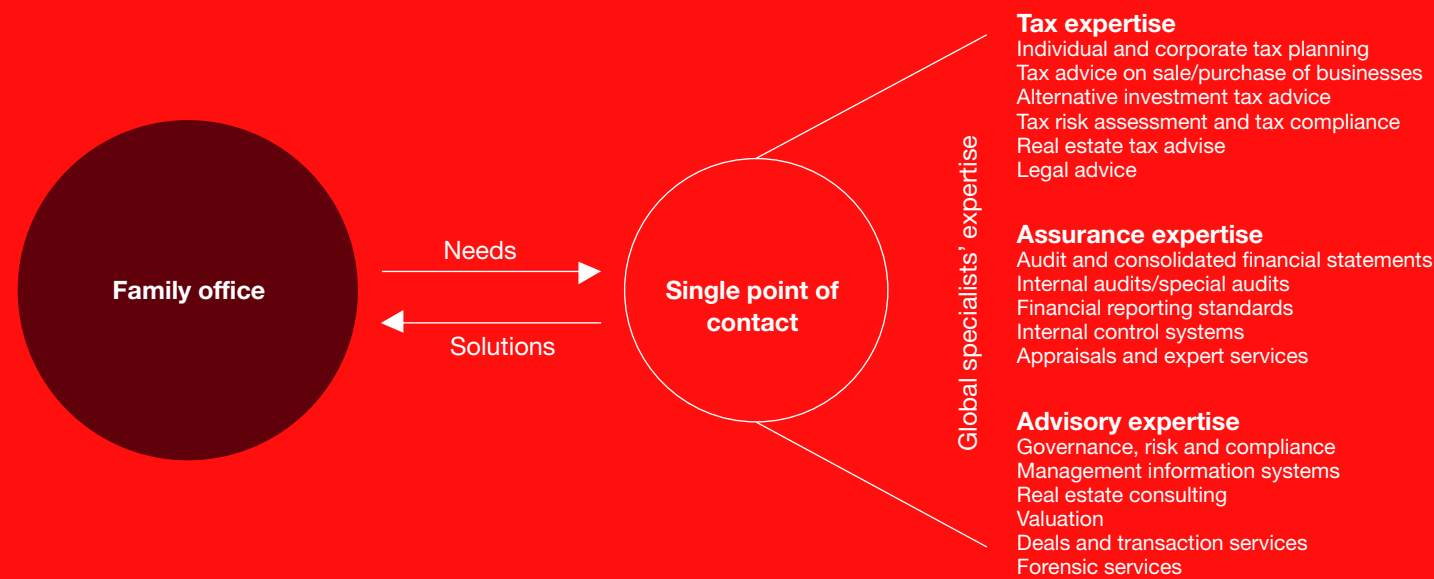 Family office
Needs
Solutions
Single point of
contact
Global specialists’ expertise
Tax expertise
Individual and corporate tax planning
Tax advice on sale/purchase of businesses
Alternative investment tax advice
Tax risk assessment and tax compliance
Real estate tax advise
Legal advice
Assurance expertise
Audit and consolidated financial statements
Internal audits/special audits
Financial reporting standards
Internal control systems
Appraisals and expert services
Advisory expertise
Governance, risk and compliance
Management information systems
Real estate consulting
Valuation
Deals and transaction services
Forensic services